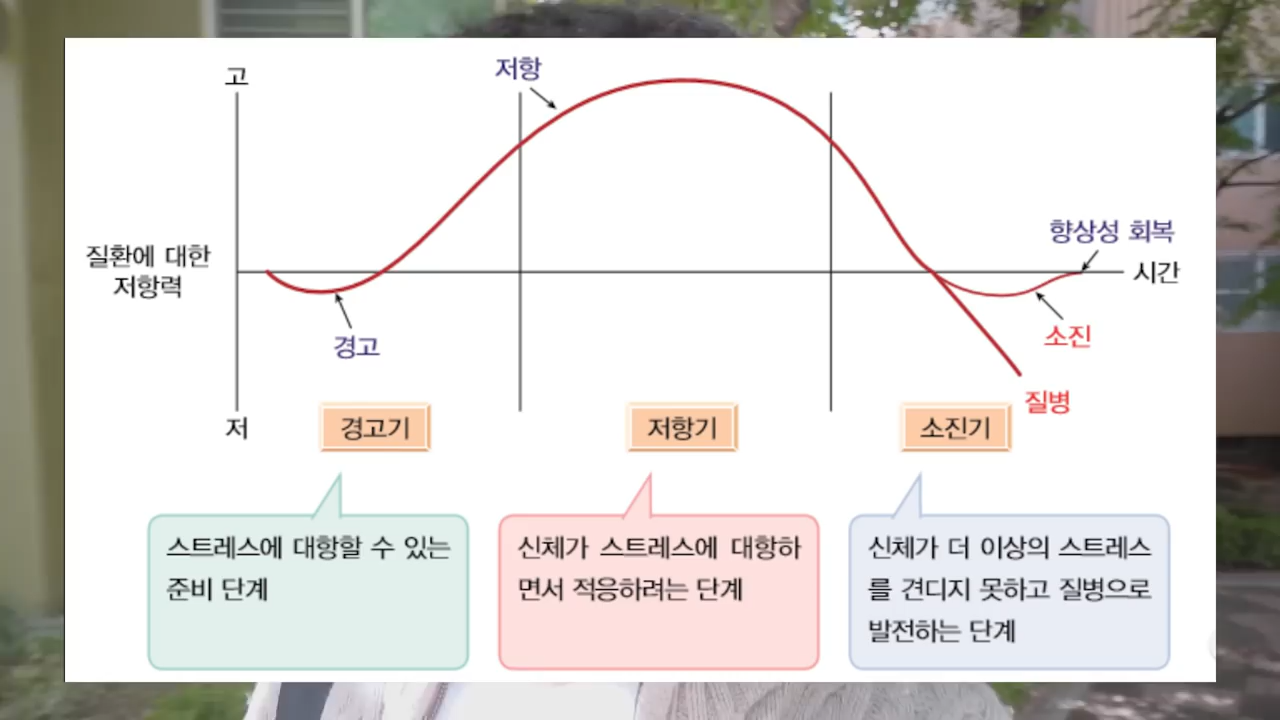 고
저항
향상성 회복
질환에 대한
저항력
시간
경고
소진
질병
저
경고기
저항기
소진기
스트레스에 대항할 수 있는
준비 단계
신체가 스트레스에 대항하
면서 적응하려는 단계
신체가 더 이상의 스트레스
를 견디지 못하고 질병으로
발전하는 단계